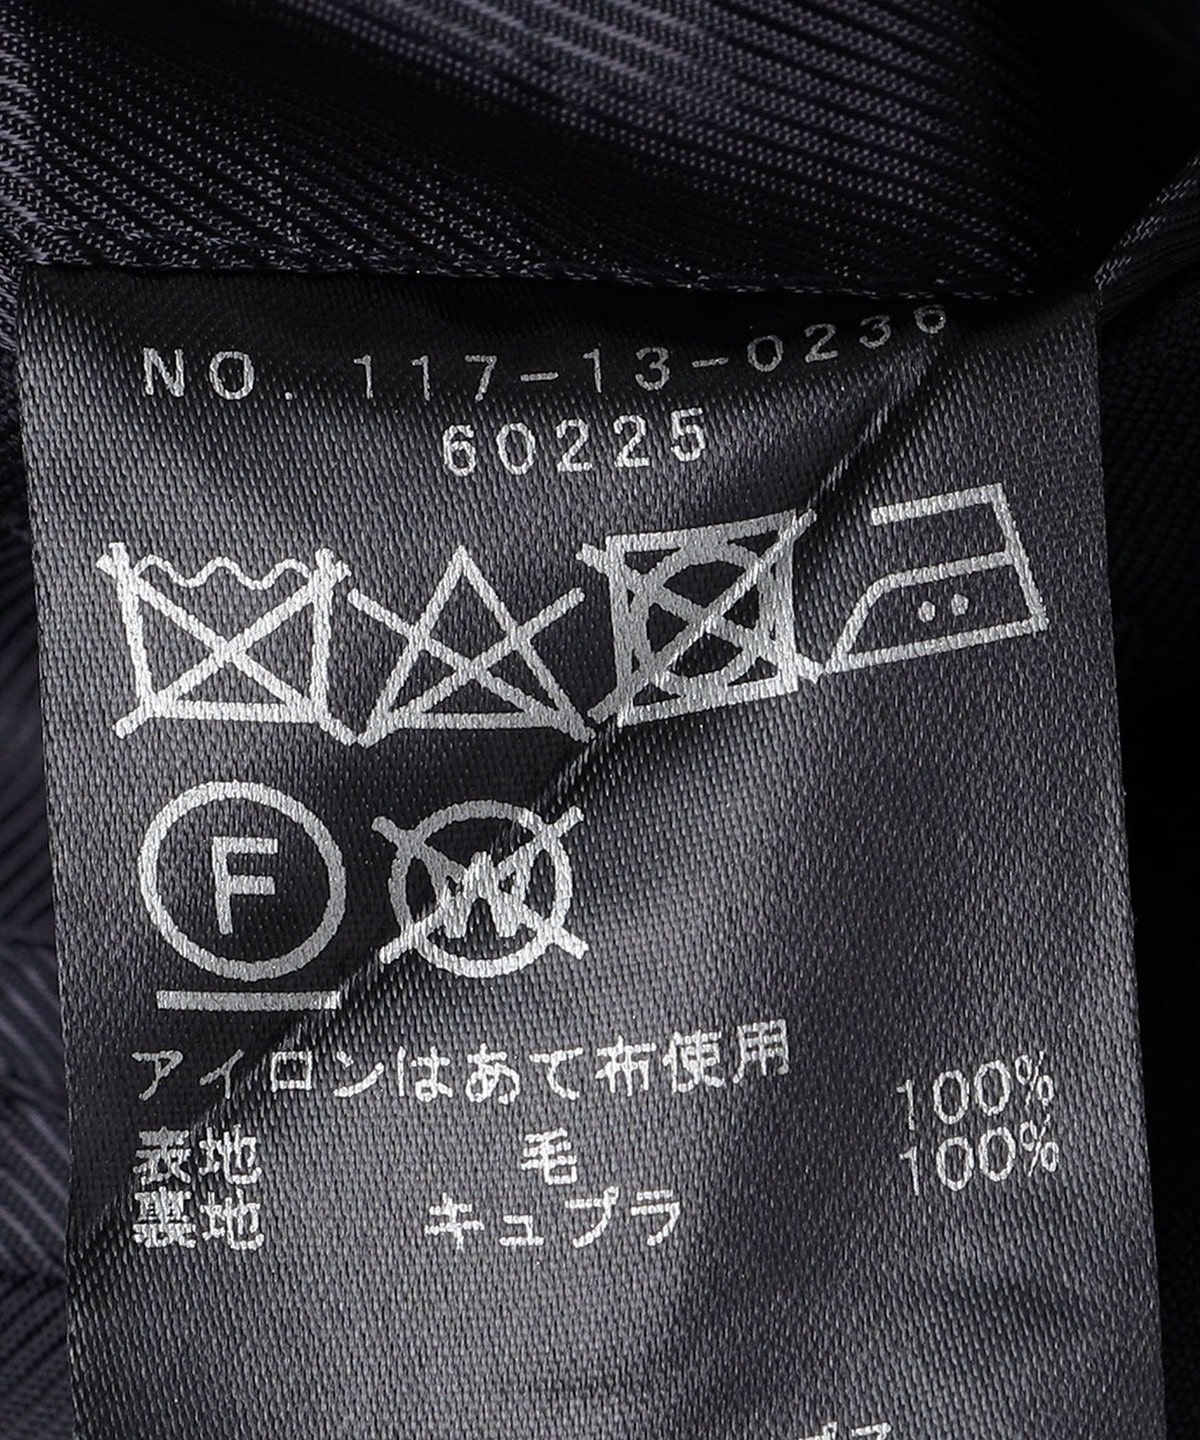 NO. 117-13-0236
60225
F
W
アイロンはあて布使用
表地 毛 100%
裏地 キュプラ 100%